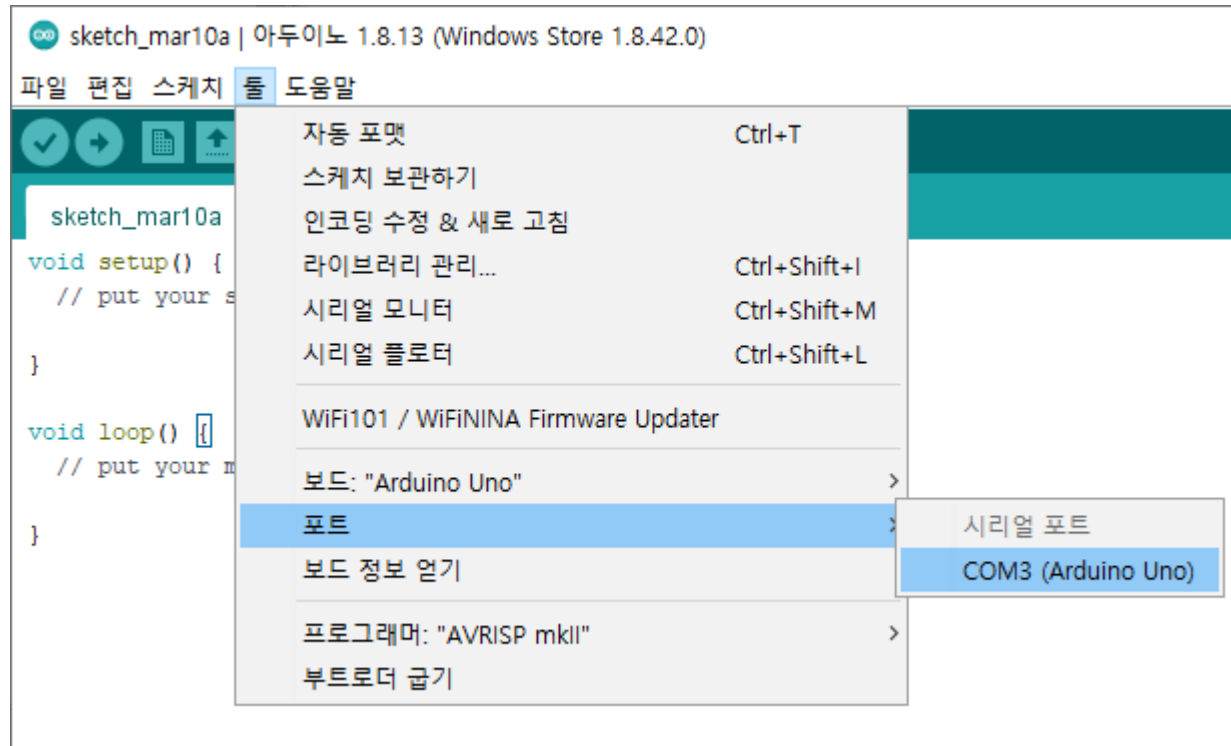 sketch_mar10a | 아두이노 1.8.13 (Windows Store 1.8.42.0)
파일 편집 스케치 툴 도움말
자동 포맷 Ctrl+T
스케치 보관하기
인코딩 수정 & 새로 고침
라이브러리 관리... Ctrl+Shift+I
시리얼 모니터 Ctrl+Shift+M
시리얼 플로터 Ctrl+Shift+L
WiFi101 / WiFiNINA Firmware Updater
보드: "Arduino Uno"
포트
보드 정보 얻기
프로그래머: "AVRISP mkII"
부트로더 굽기
시리얼 포트
COM3 (Arduino Uno)
sketch_mar10a
void setup() {
// put your s
}
void loop() {
// put your m
}